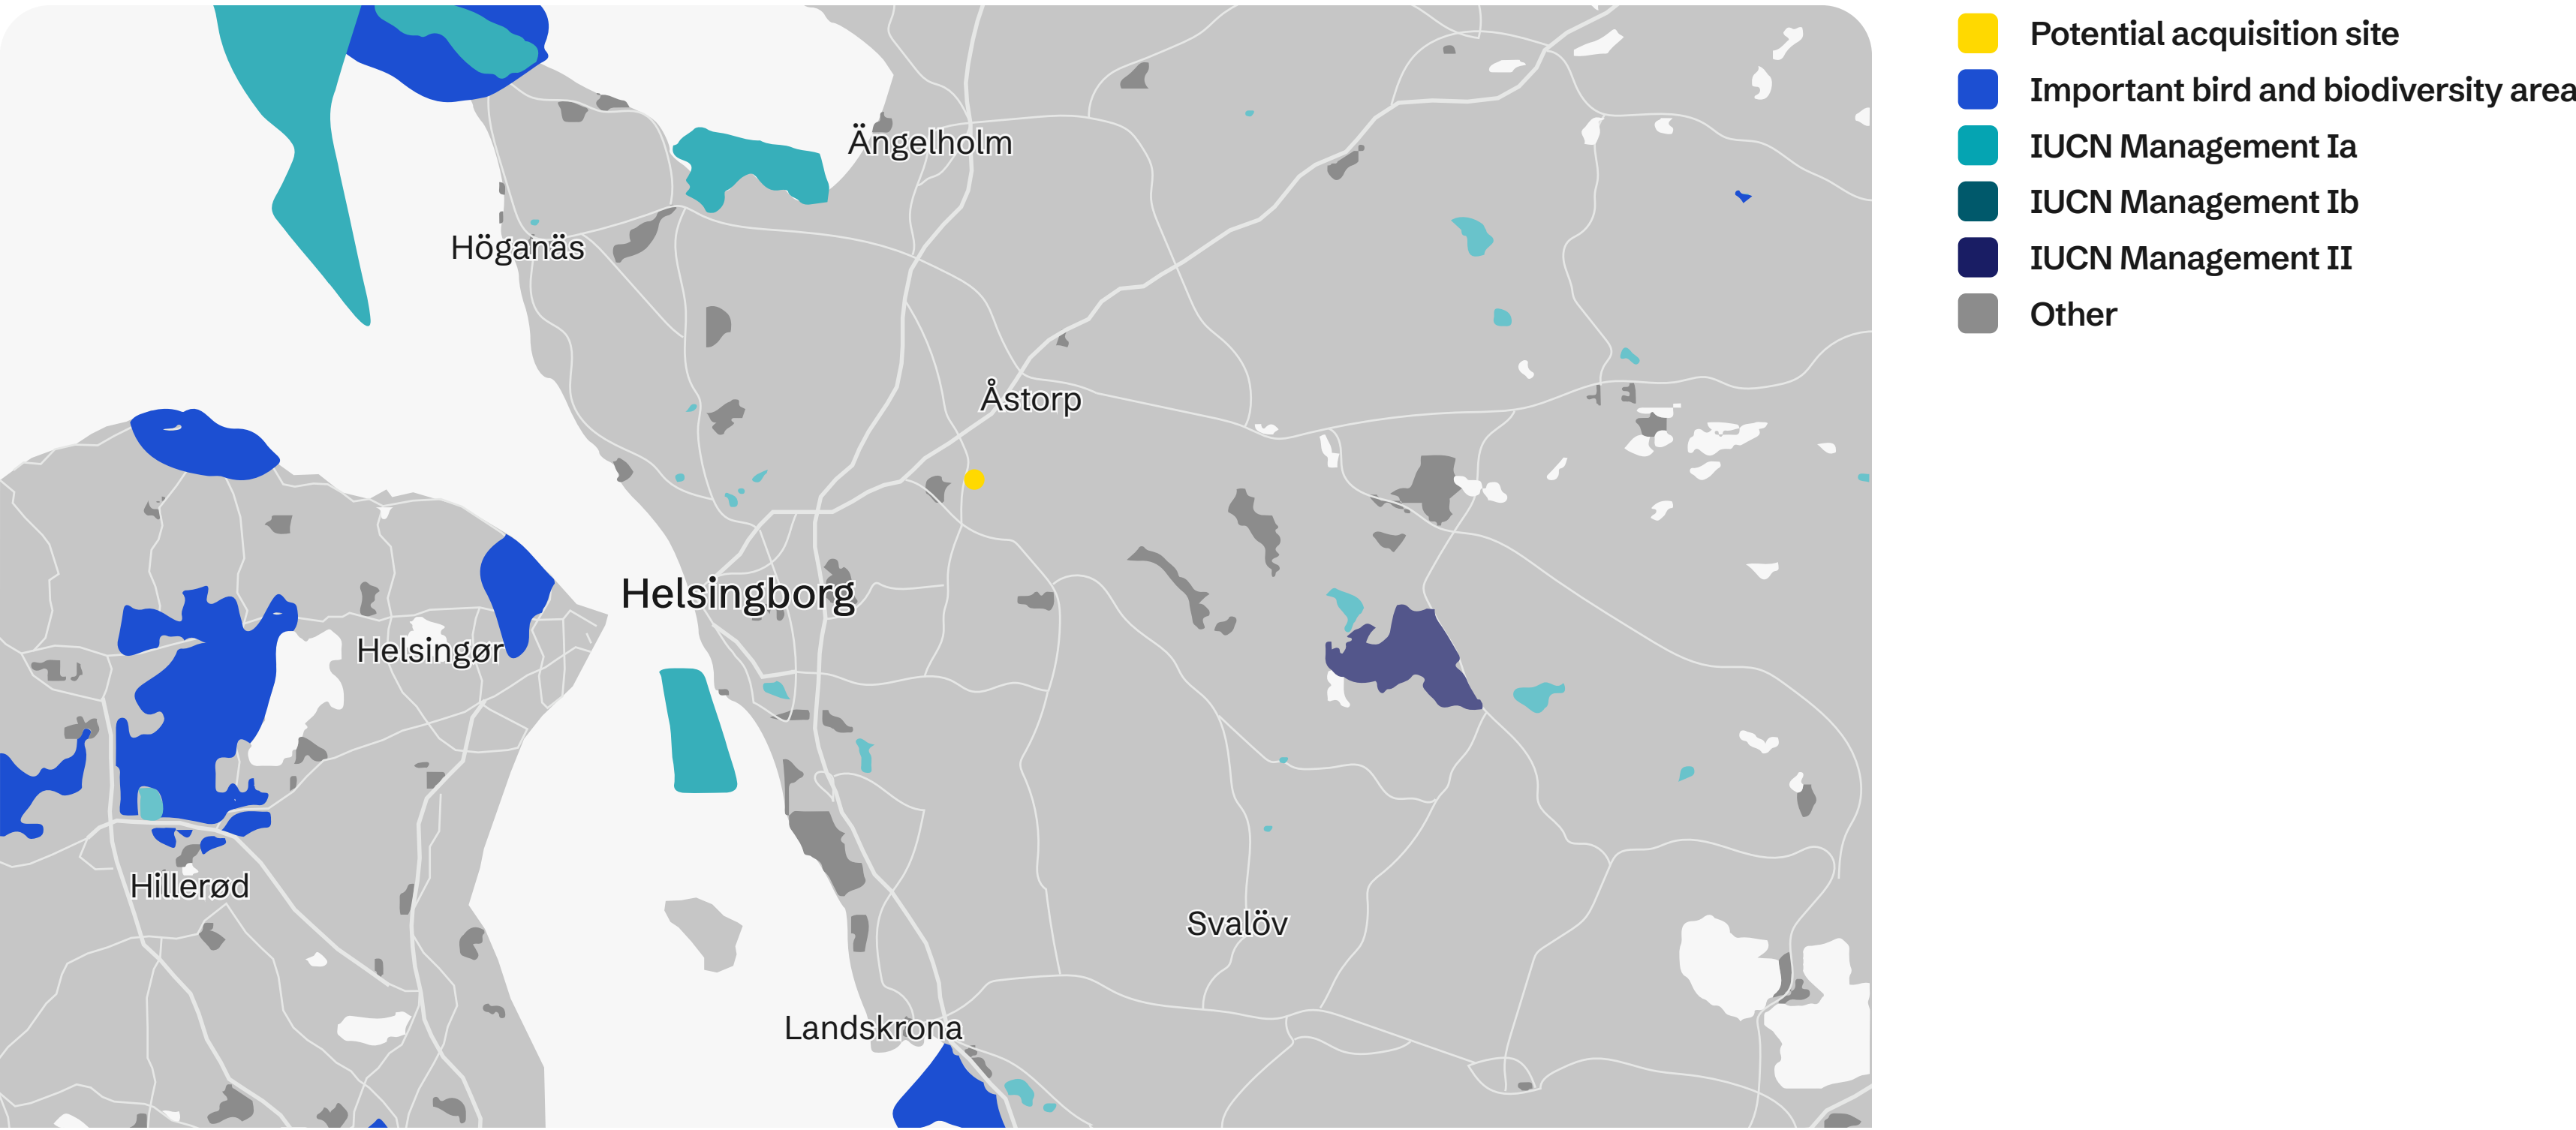 Potential acquisition site
Important bird and biodiversity area
IUCN Management Ia
IUCN Management Ib
IUCN Management II
Other
Ängelholm
Höganäs
Åstorp
Helsingborg
Helsingør
Hillerød
Svalöv
Landskrona